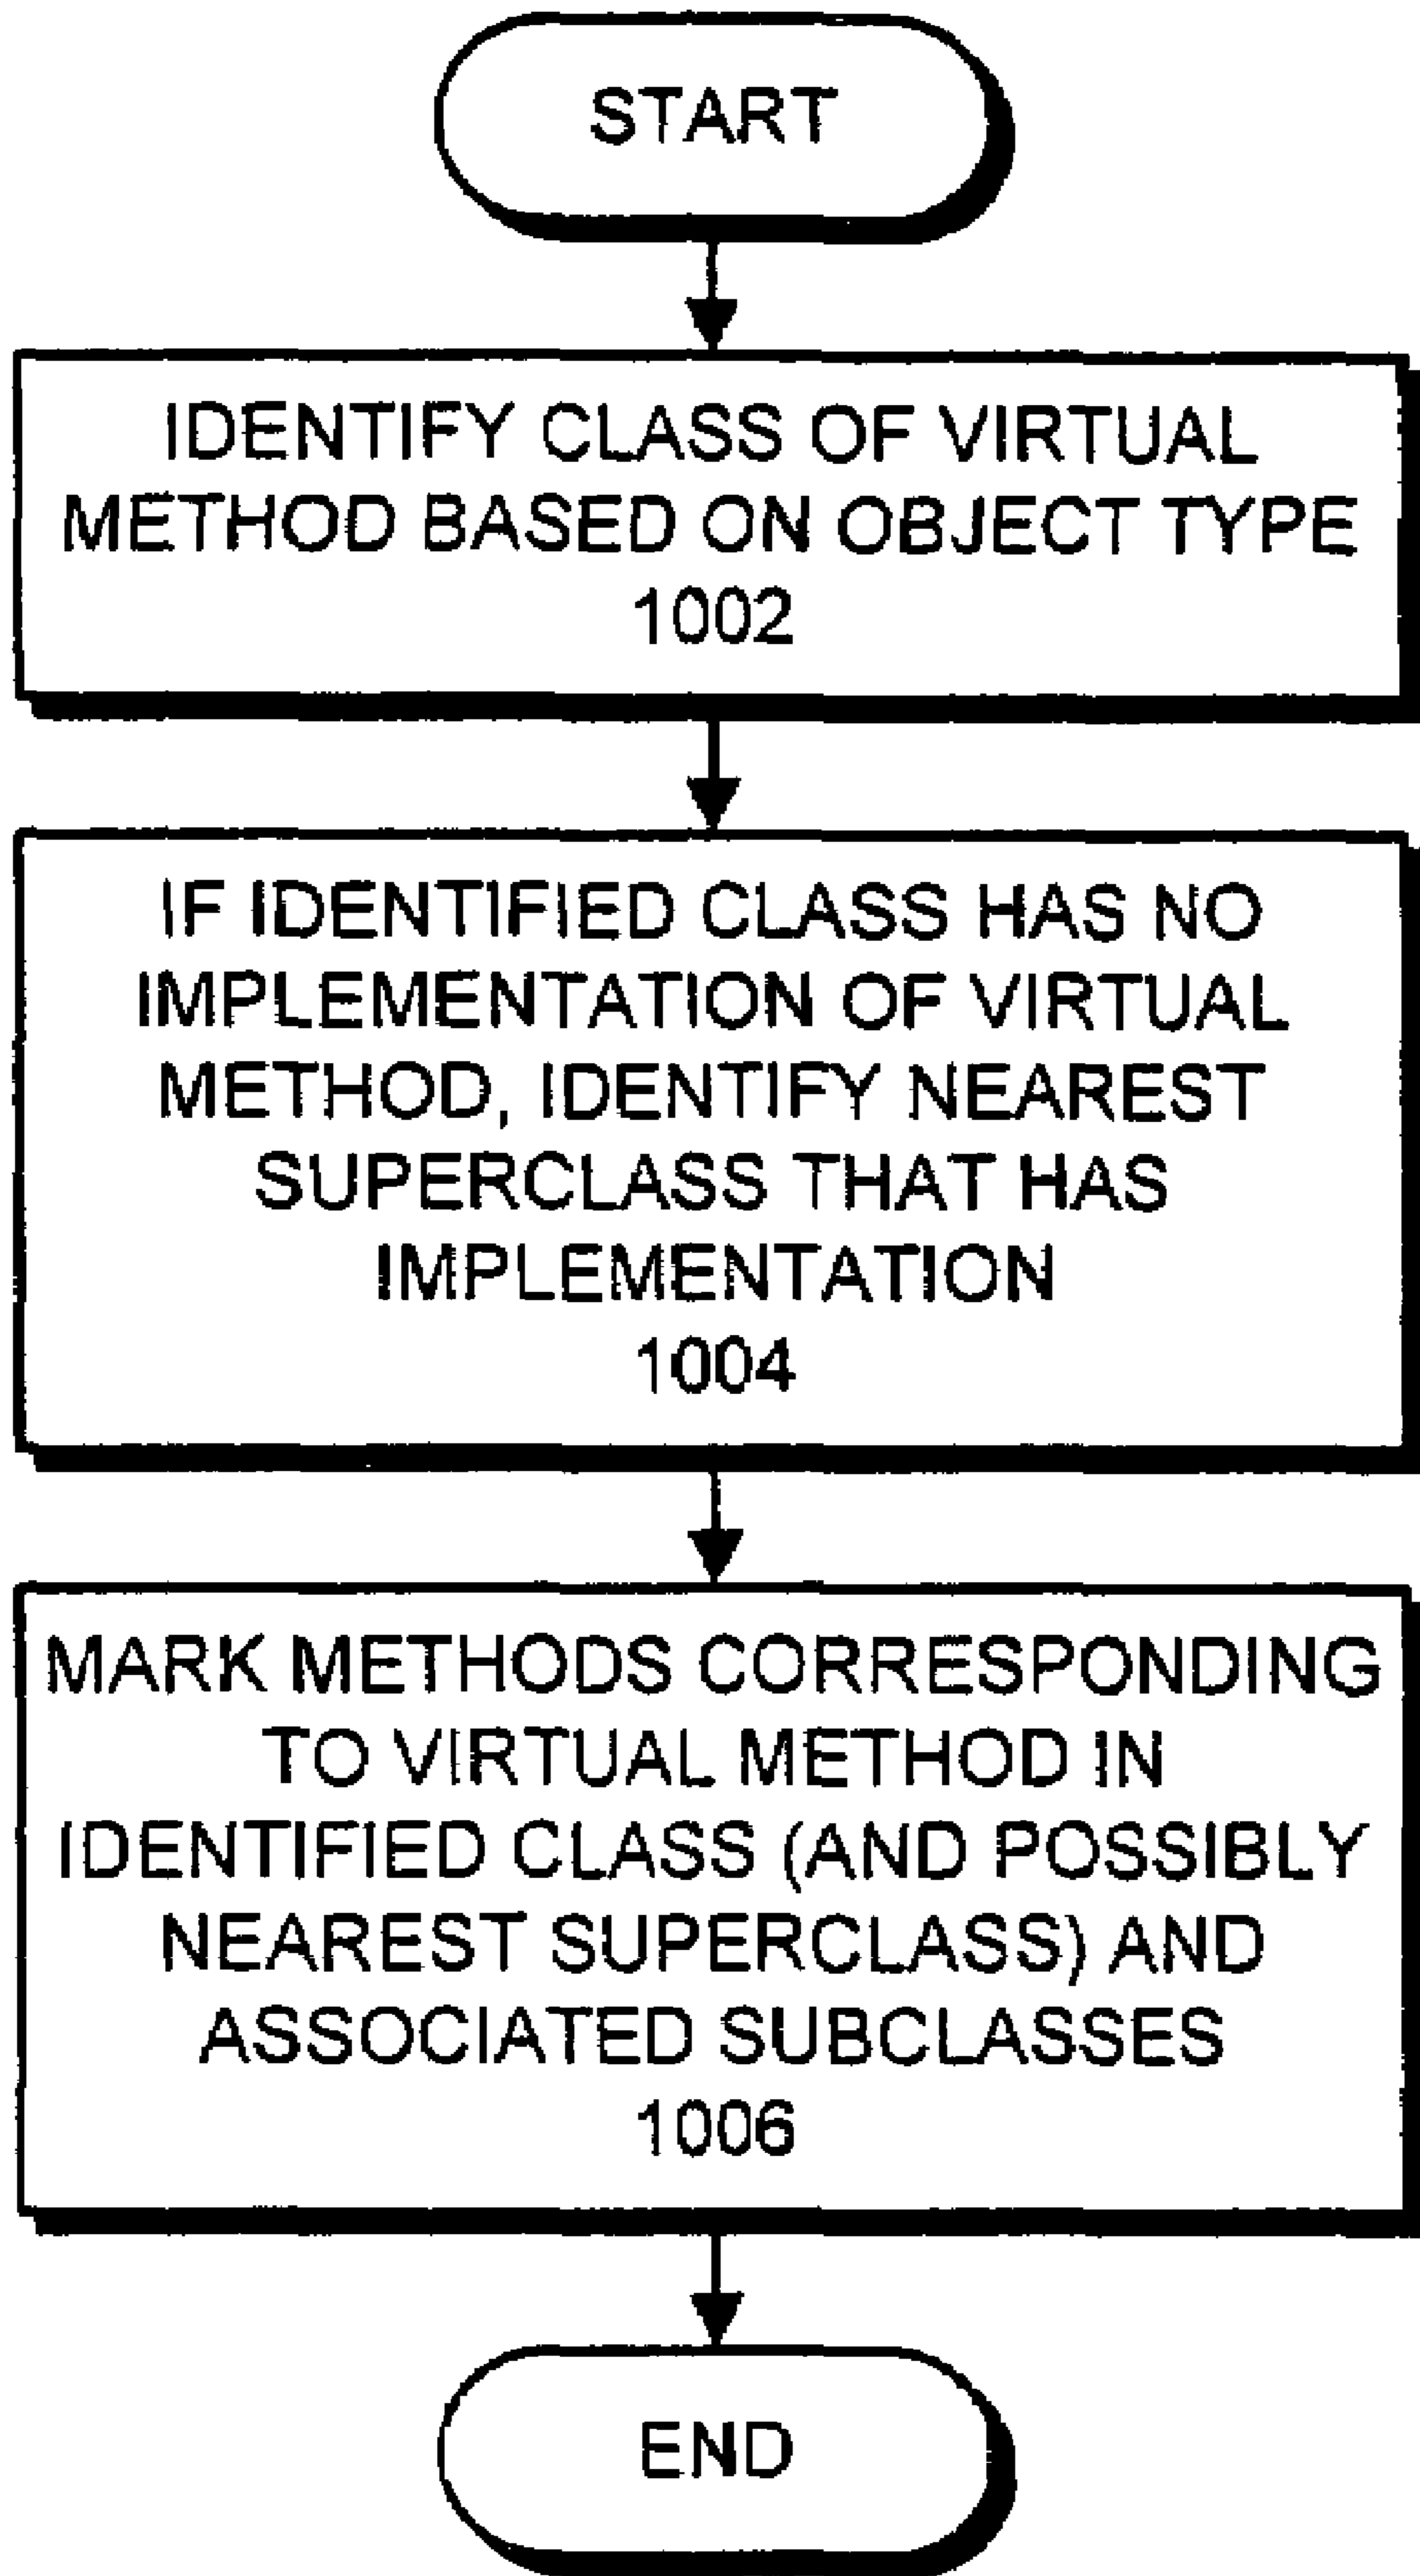 START
IDENTIFY CLASS OF VIRTUAL
METHOD BASED ON OBJECT TYPE
1002
IF IDENTIFIED CLASS HAS NO
IMPLEMENTATION OF VIRTUAL
METHOD, IDENTIFY NEAREST
SUPERCLASS THAT HAS
IMPLEMENTATION
1004
MARK METHODS CORRESPONDING
TO VIRTUAL METHOD IN
IDENTIFIED CLASS (AND POSSIBLY
NEAREST SUPERCLASS) AND
ASSOCIATED SUBCLASSES
1006
END